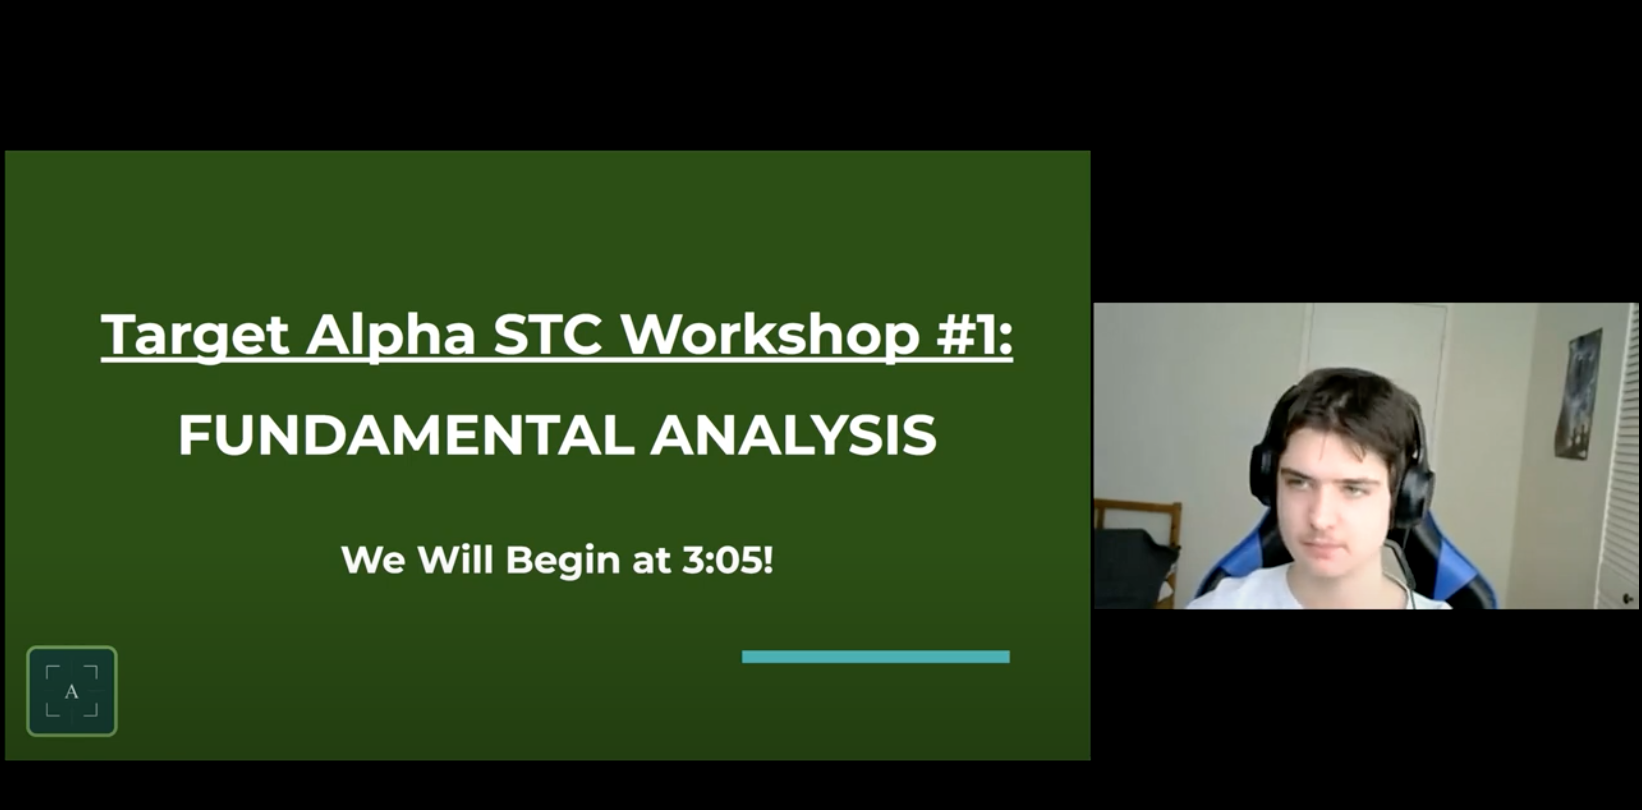 Target Alpha STC Workshop #1:
FUNDAMENTAL ANALYSIS
We Will Begin at 3:05!
A